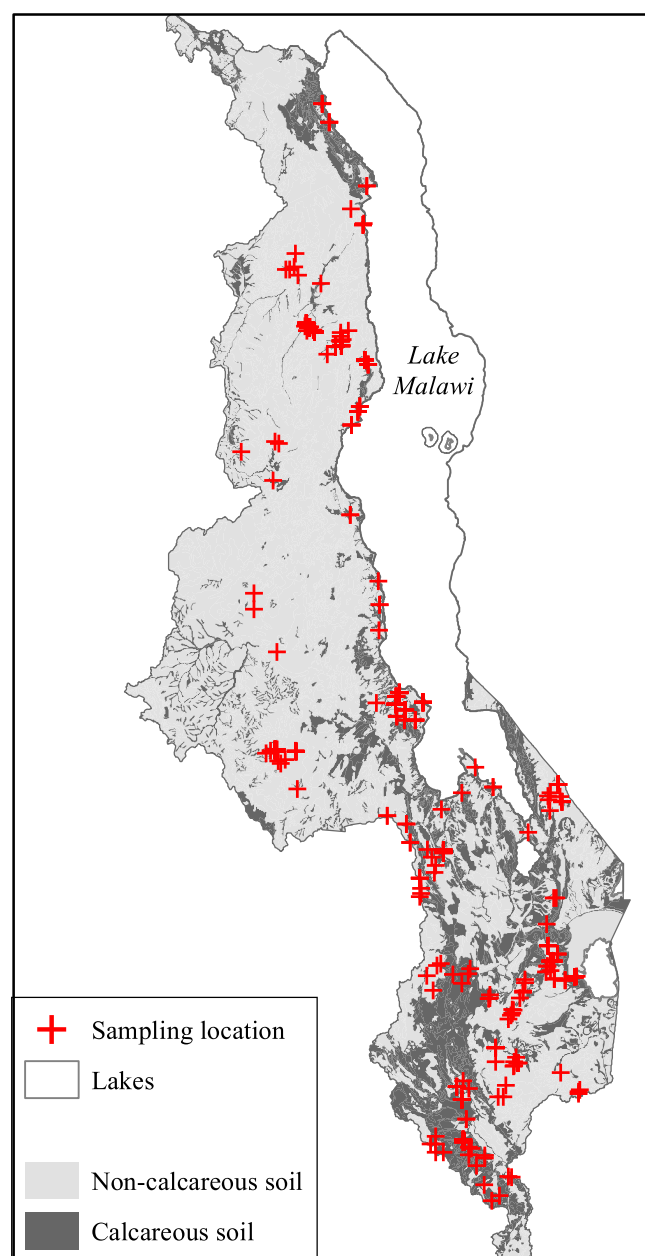 Lake
Malawi
Sampling location
Lakes
Non-calcareous soil
Calcareous soil